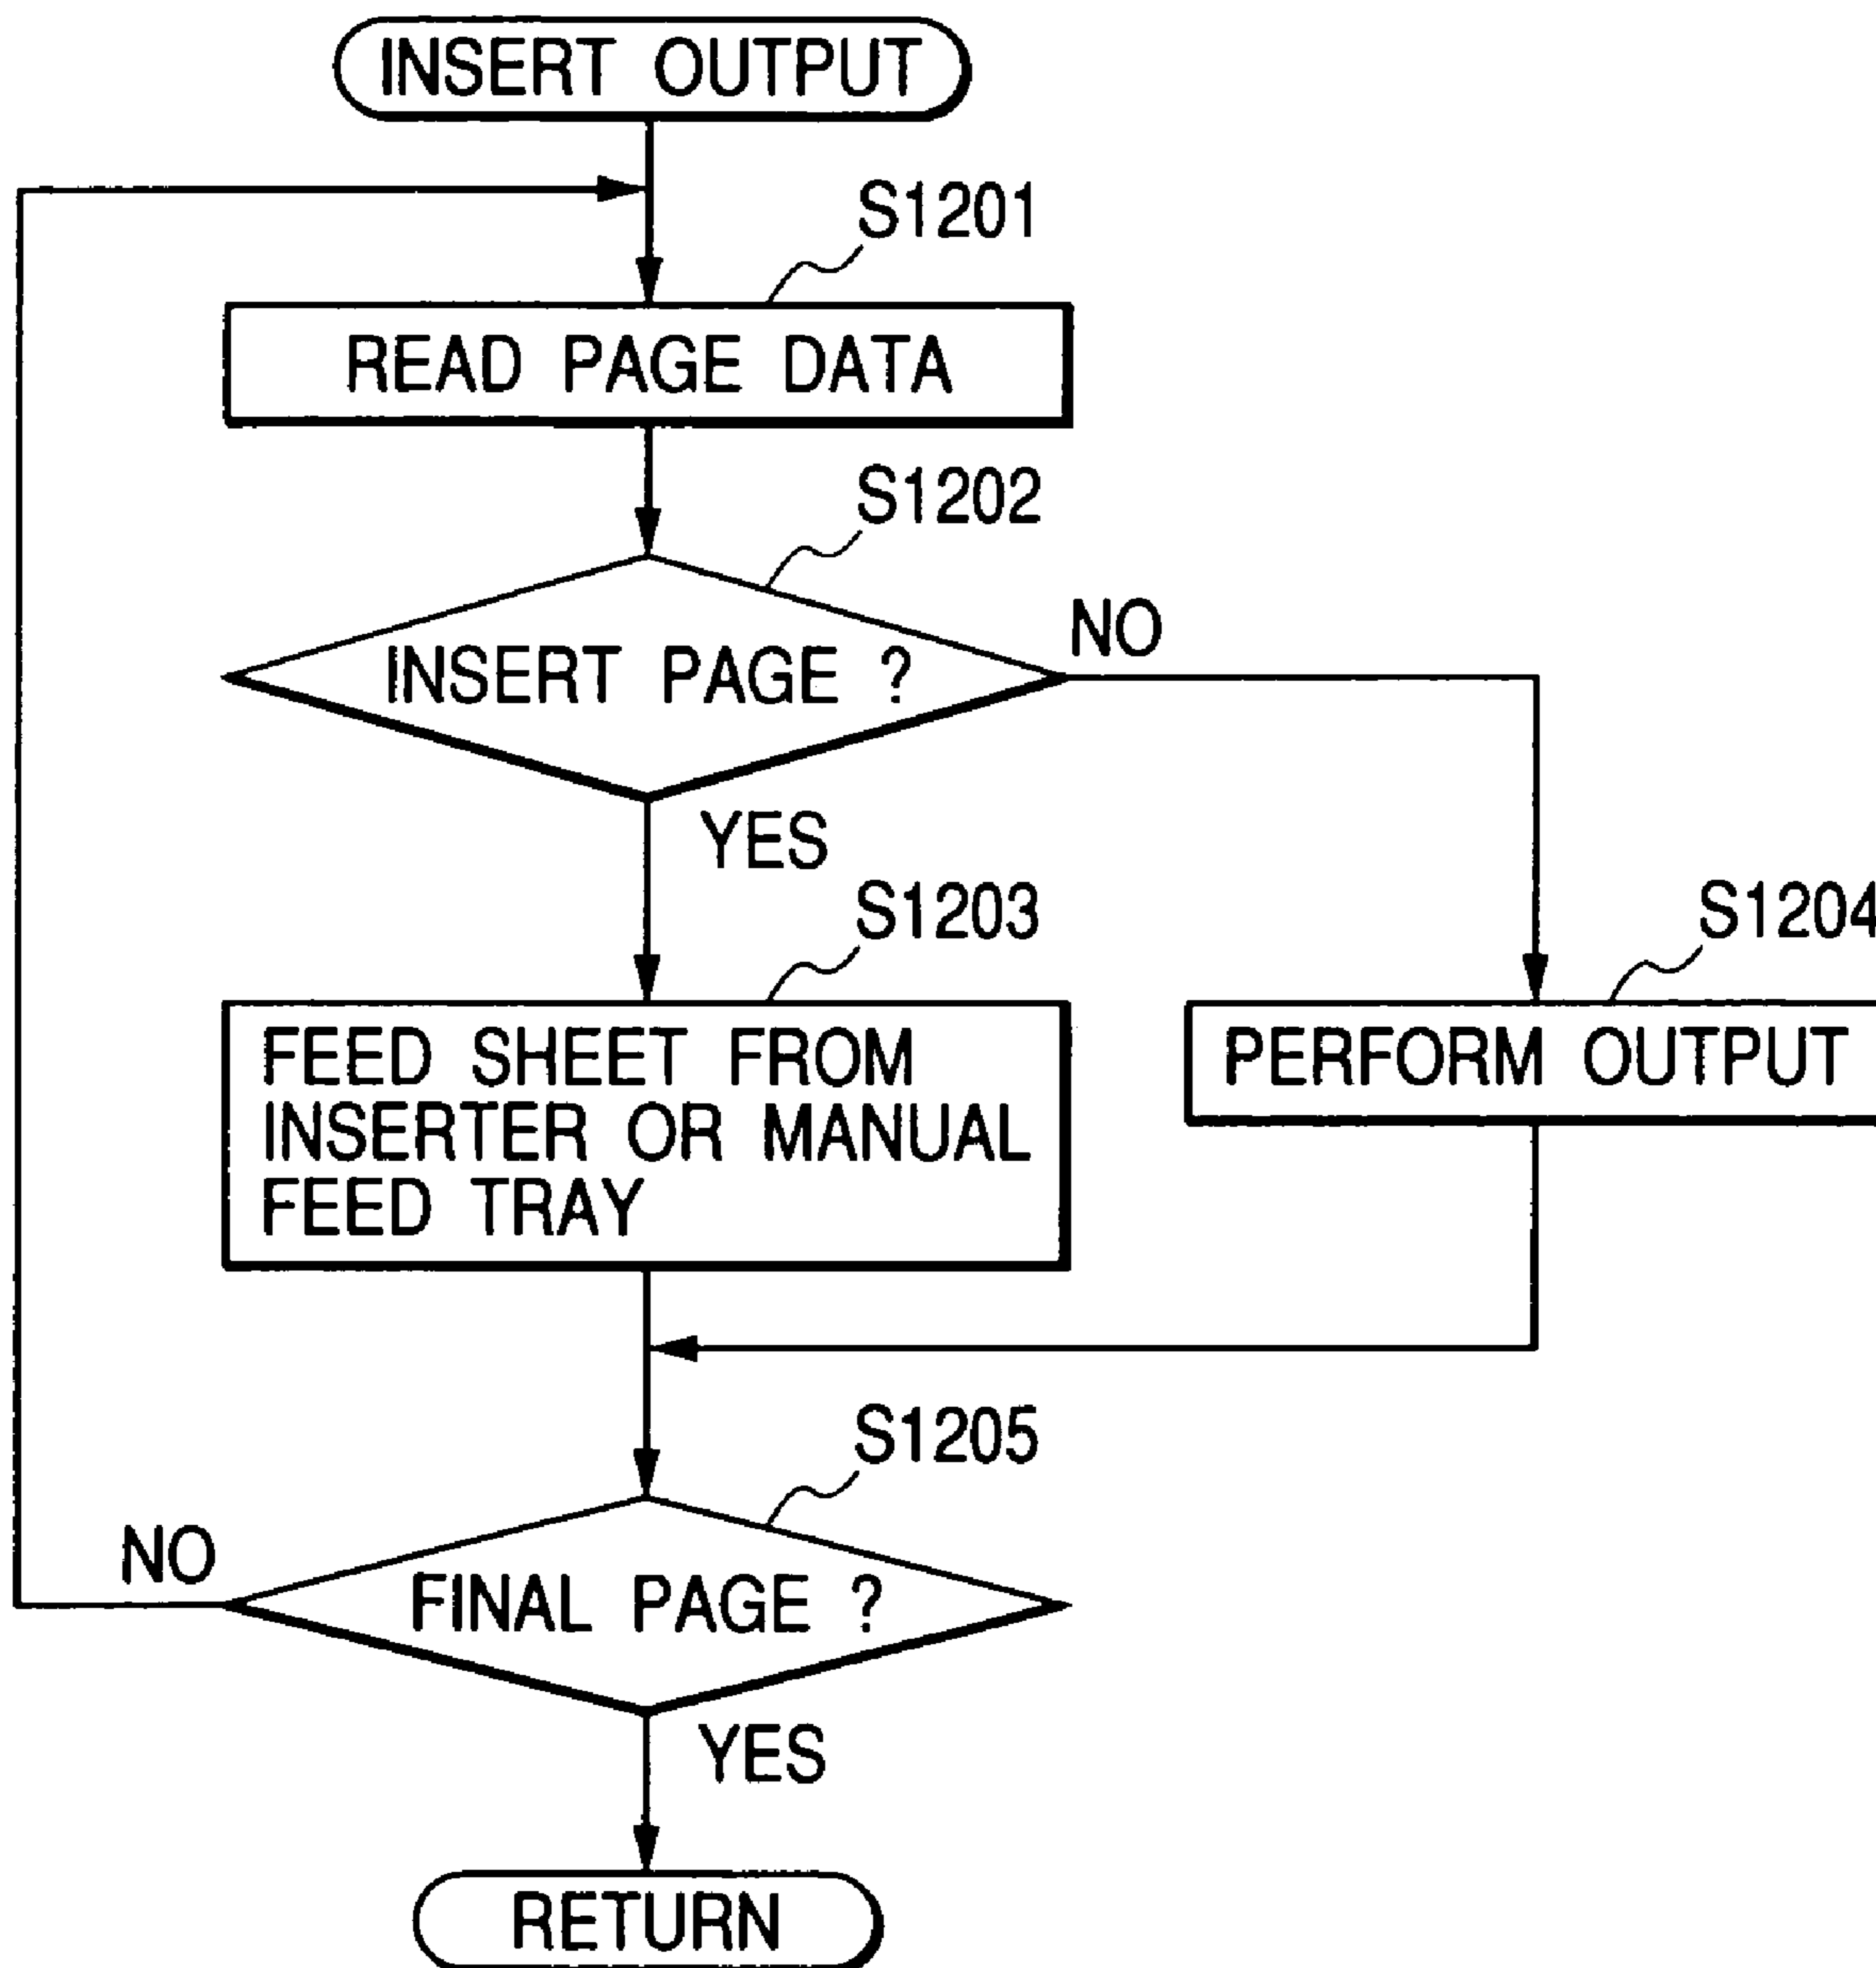 INSERT OUTPUT
S1201
READ PAGE DATA
S1202
INSERT PAGE ?
NO
YES
S1203
S1204
FEED SHEET FROM
INSERTER OR MANUAL
FEED TRAY
PERFORM OUTPUT
S1205
NO
FINAL PAGE ?
YES
RETURN